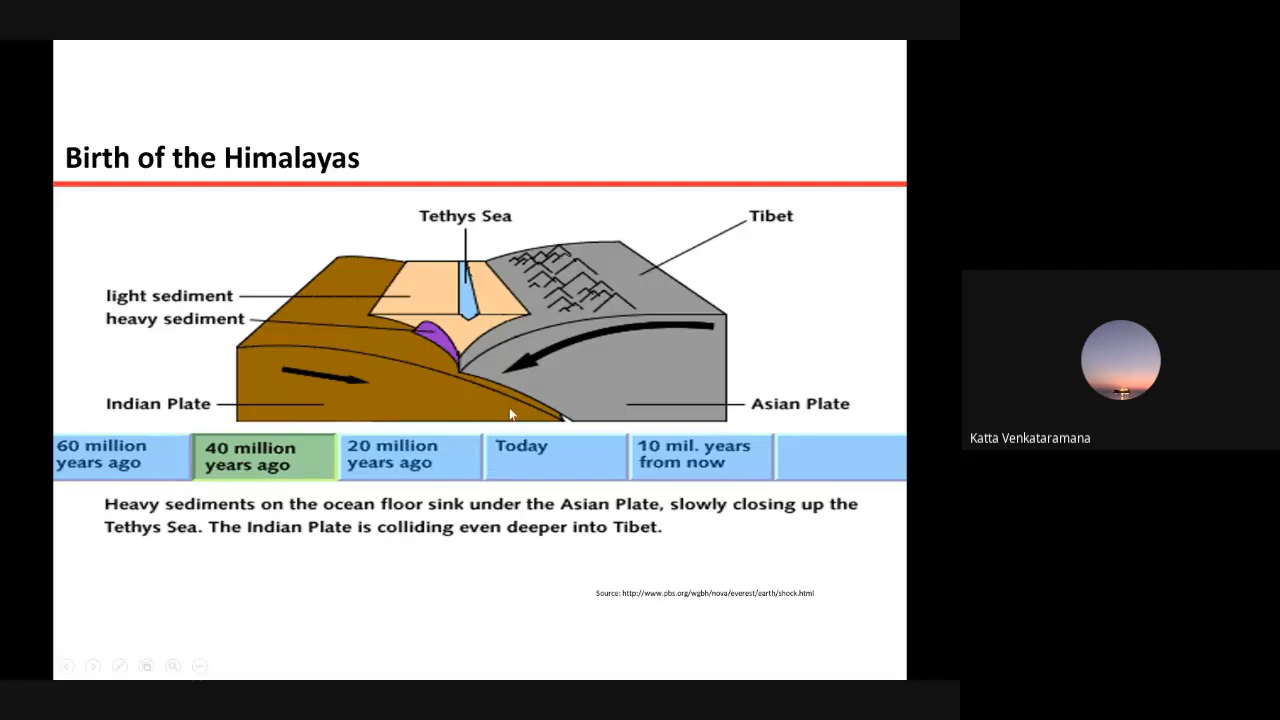 Birth of the Himalayas
Tethys Sea
Tibet
light sediment
heavy sediment
Indian Plate
Asian Plate
60 million
years ago
40 million
years ago
20 million
years ago
Today
10 mil. years
from now
Heavy sediments on the ocean floor sink under the Asian Plate, slowly closing up the
Tethys Sea. The Indian Plate is colliding even deeper into Tibet.
Source: http://www.pbs.org/wgbh/nova/everest/earth/shock.html
Katta Venkataramana